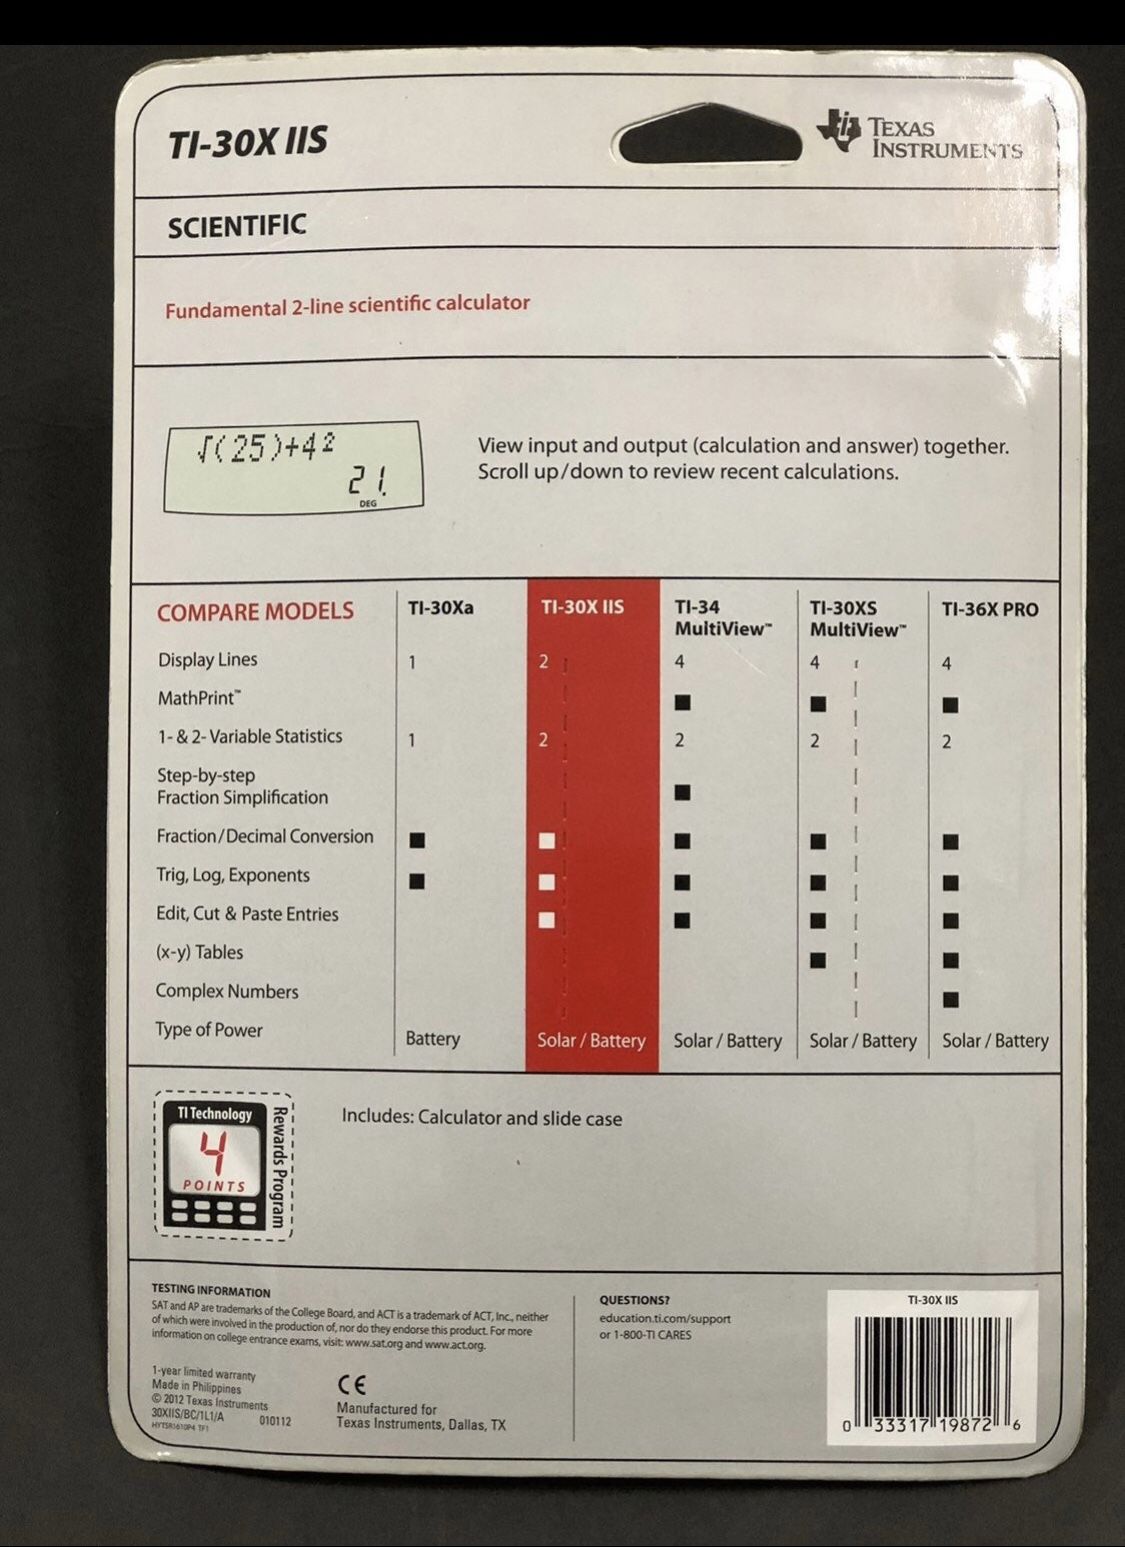 TI-30X IIS
TEXAS
INSTRUMENTS
SCIENTIFIC
Fundamental 2-line scientific calculator
√(25)+4²
21.
DEG
View input and output (calculation and answer) together.
Scroll up/down to review recent calculations.
COMPARE MODELS TI-30Xa TI-30X IIS TI-34 MultiView™ TI-30XS MultiView™ TI-36X PRO
Display Lines 1 2 4 4 4
MathPrint™ ■ ■ ■
1- & 2- Variable Statistics 1 2 2 2 2
Step-by-step
Fraction Simplification ■
Fraction/Decimal Conversion ■ ■ ■ ■ ■
Trig, Log, Exponents ■ ■ ■ ■ ■
Edit, Cut & Paste Entries ■ ■ ■ ■
(x-y) Tables ■ ■
Complex Numbers ■
Type of Power Battery Solar / Battery Solar / Battery Solar / Battery Solar / Battery
TI Technology
4
POINTS
Rewards Program
Includes: Calculator and slide case
TESTING INFORMATION
SAT and AP are trademarks of the College Board, and ACT is a trademark of ACT, Inc., neither
of which were involved in the production of, nor do they endorse this product. For more
information on college entrance exams, visit: www.sat.org and www.act.org.
1-year limited warranty
Made in Philippines
© 2012 Texas Instruments
30XIIS/BC/1L1/A 010112
CE
Manufactured for
Texas Instruments, Dallas, TX
QUESTIONS?
education.ti.com/support
or 1-800-TI CARES
TI-30X IIS
0 33317 19872 6